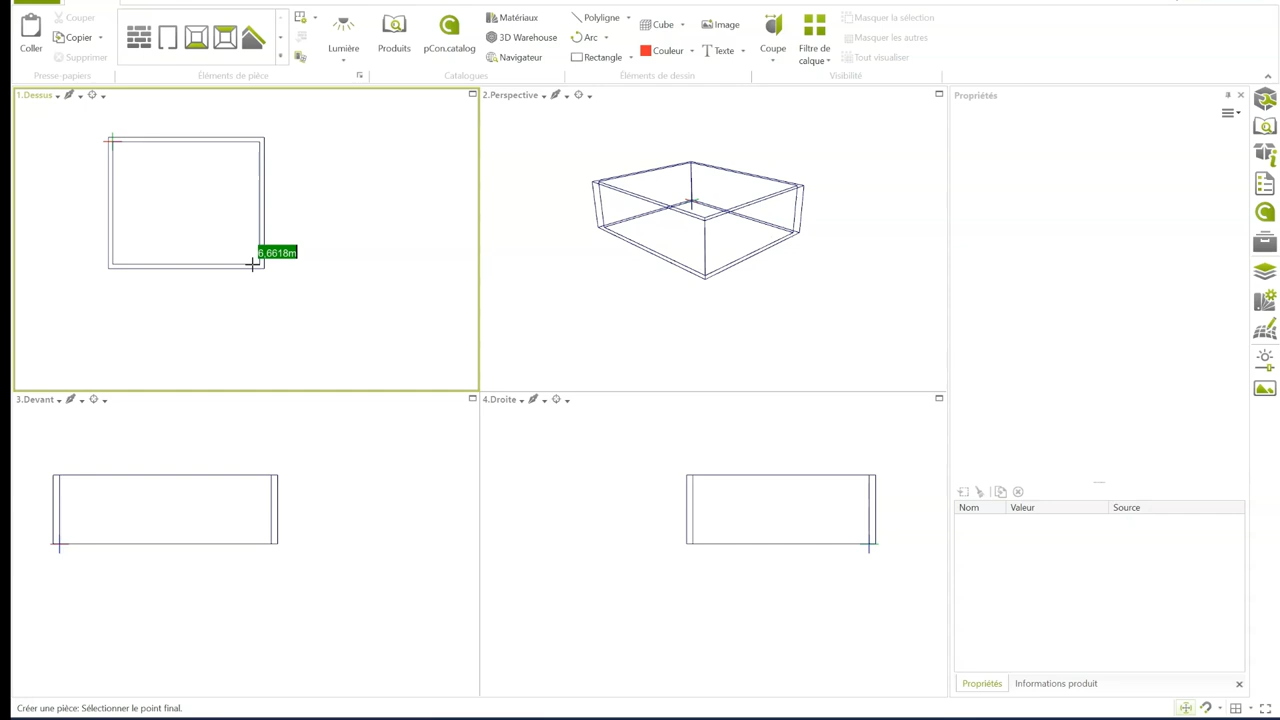 Couper
Copier
Supprimer
Coller
Presse-papiers
Éléments de pièce
Lumière
Produits
pCon.catalog
Matériaux
3D Warehouse
Navigateur
Catalogues
Polyligne
Arc
Rectangle
Cube
Image
Couleur
Texte
Éléments de dessin
Coupe
Filtre de
calque
Masquer la sélection
Masquer les autres
Tout visualiser
Visibilité
1.Dessus
2.Perspective
Propriétés
6,6618m
3.Devant
4.Droite
Nom
Valeur
Source
Propriétés
Informations produit
Créer une pièce: Sélectionner le point final.